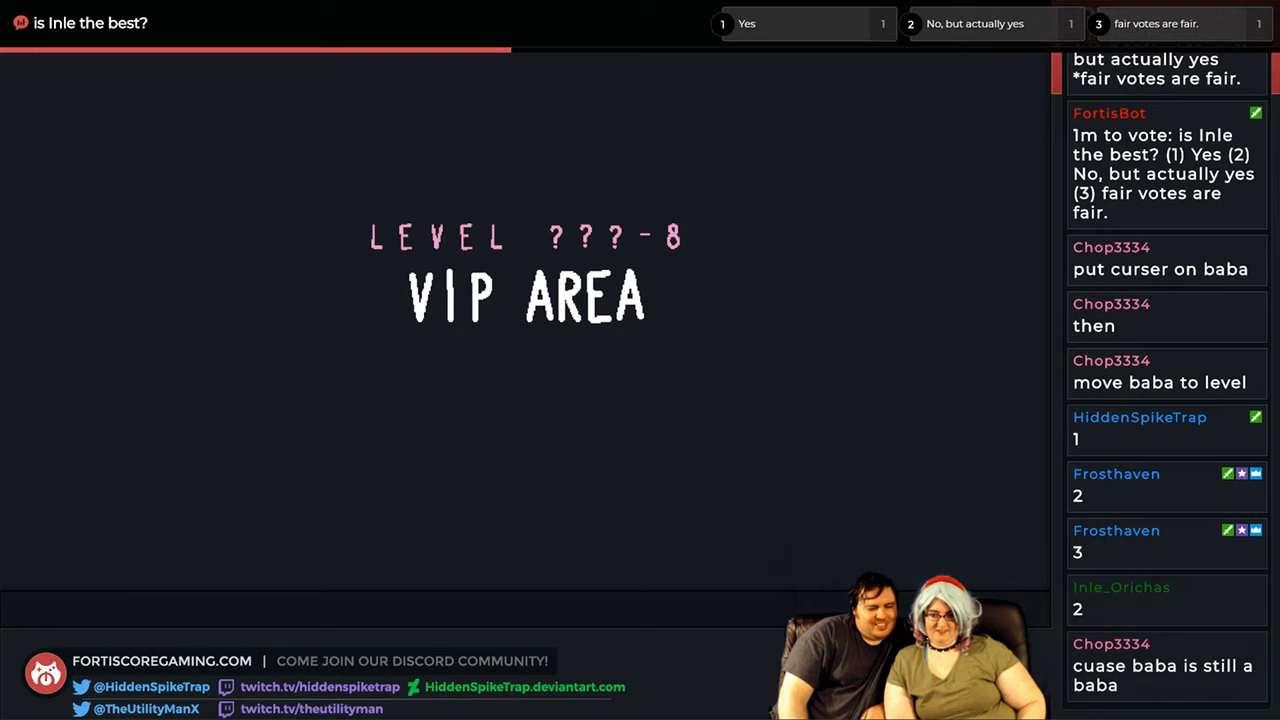 is Inle the best?
1 Yes 1
2 No, but actually yes 1
3 fair votes are fair. 1
but actually yes
*fair votes are fair.
FortisBot
1m to vote: is Inle
the best? (1) Yes (2)
No, but actually yes
(3) fair votes are
fair.
Chop3334
put curser on baba
Chop3334
then
Chop3334
move baba to level
HiddenSpikeTrap
1
Frosthaven
2
Frosthaven
3
Inle_Orichas
2
Chop3334
cuase baba is still a
baba
LEVEL ???-8
VIP AREA
FORTISCOREGAMING.COM | COME JOIN OUR DISCORD COMMUNITY!
@HiddenSpikeTrap twitch.tv/hiddenspiketrap HiddenSpikeTrap.deviantart.com
@TheUtilityManX twitch.tv/theutilityman